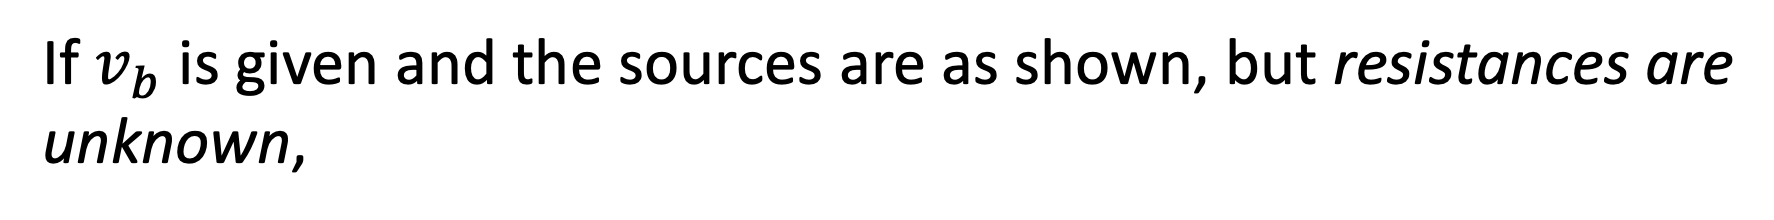 If v_b is given and the sources are as shown, but resistances are
unknown,